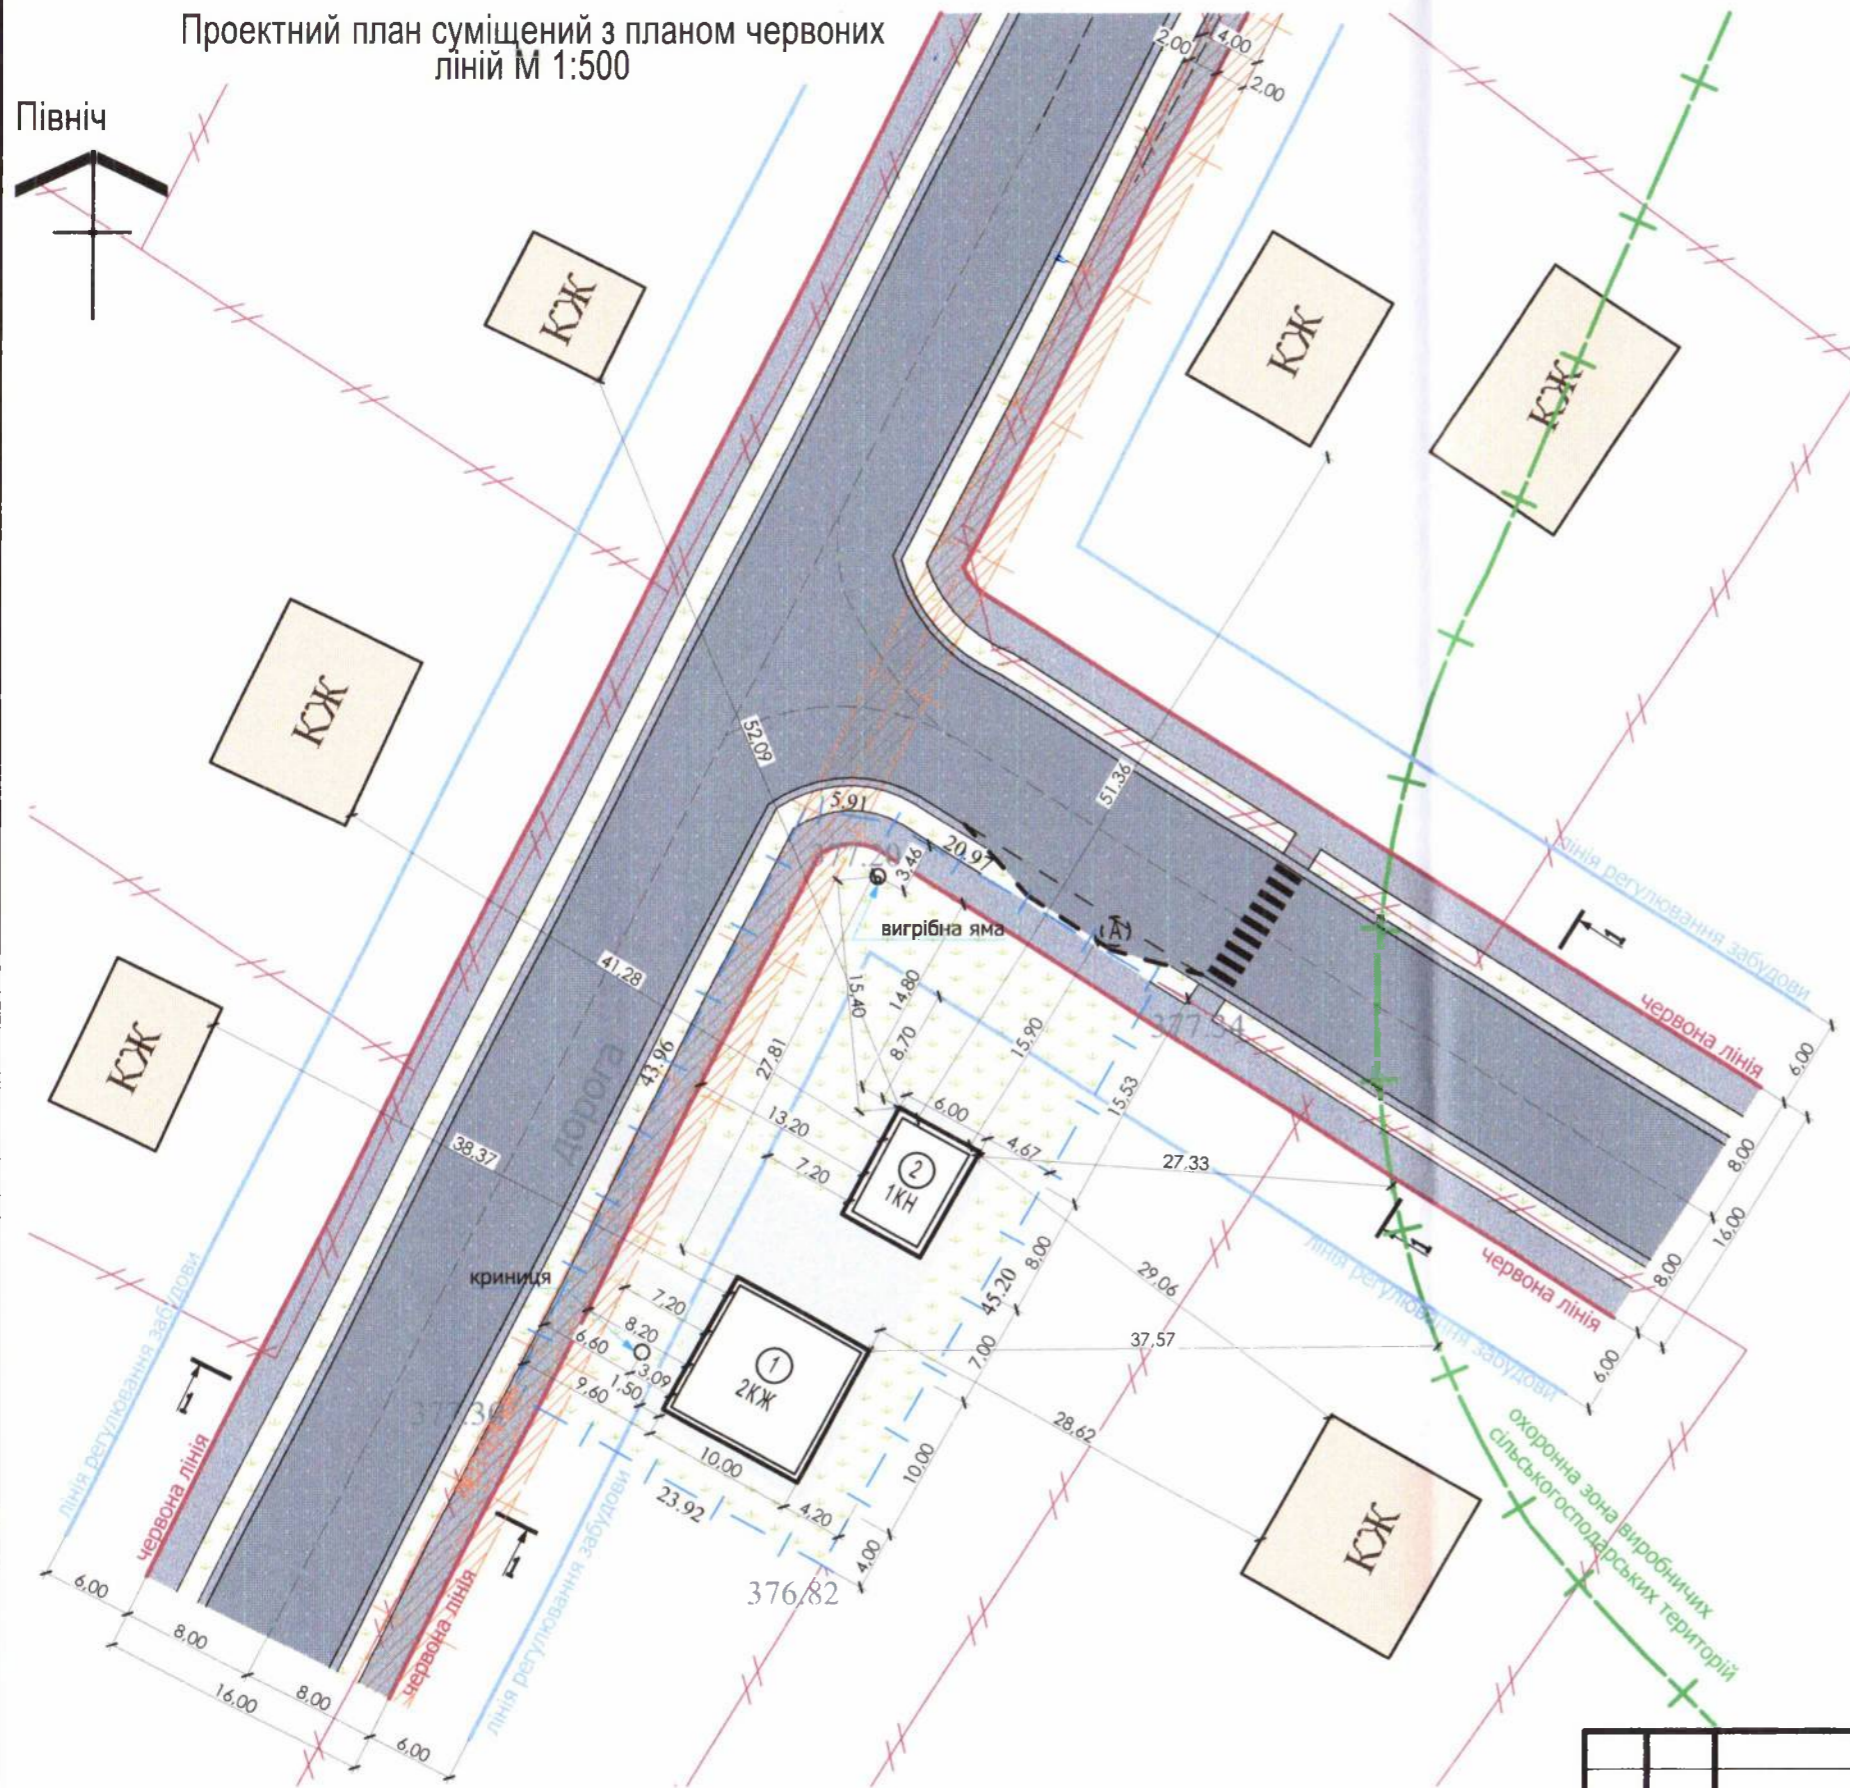 Проектний план суміщений з планом червоних
ліній М 1:500
Північ
2,00
4,00
2,00
КЖ
КЖ
КЖ
КЖ
КЖ
52,09
51,36
5.91
20.97
3,46
(А)
вигрібна яма
лінія регулювання забудови
1
червона лінія
6,00
41,28
15,40
14,80
8,70
15,90
377.34
15,53
дорога
43.96
27,81
13,20
7,20
6,00
4,67
27,33
8,00
16,00
8,00
6,00
38,37
2
1КН
1
червона лінія
лінія регулювання забудови
8,00
45.20
29,06
криниця
7,20
8,20
6,60
3,09
1,50
9,60
1
2КЖ
7,00
37,57
28,62
10,00
10,00
23.92
4,20
4,00
376.82
КЖ
охоронна зона виробничих
сільськогосподарських територій
лінія регулювання забудови
1
червона лінія
1
червона лінія
лінія регулювання забудови
6,00
8,00
16,00
8,00
6,00